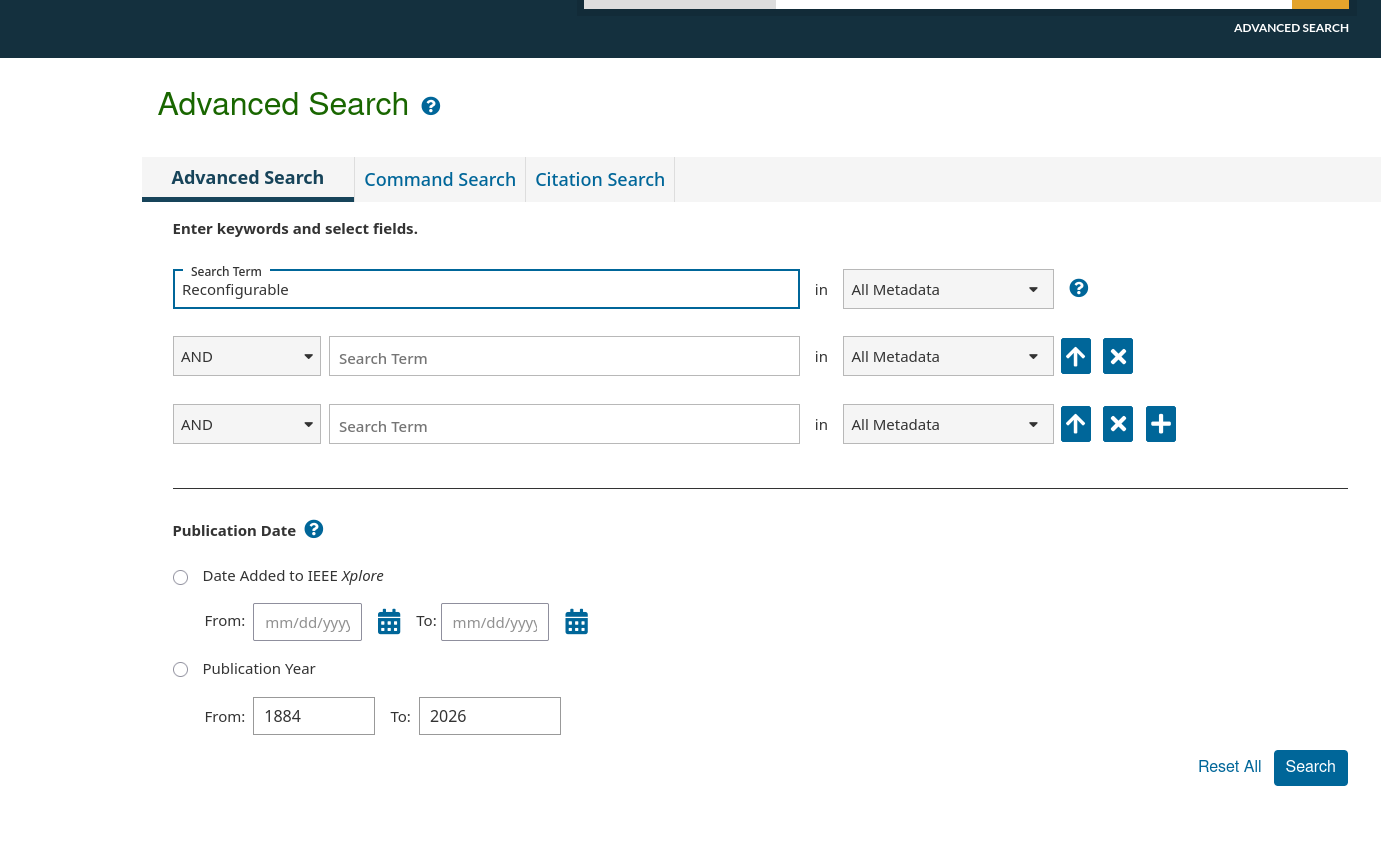 ADVANCED SEARCH
Advanced Search ?
Advanced Search Command Search Citation Search
Enter keywords and select fields.
Search Term
Reconfigurable in All Metadata ?
AND Search Term in All Metadata
AND Search Term in All Metadata
Publication Date ?
Date Added to IEEE Xplore
From: mm/dd/yyyy To: mm/dd/yyyy
Publication Year
From: 1884 To: 2026
Reset All Search